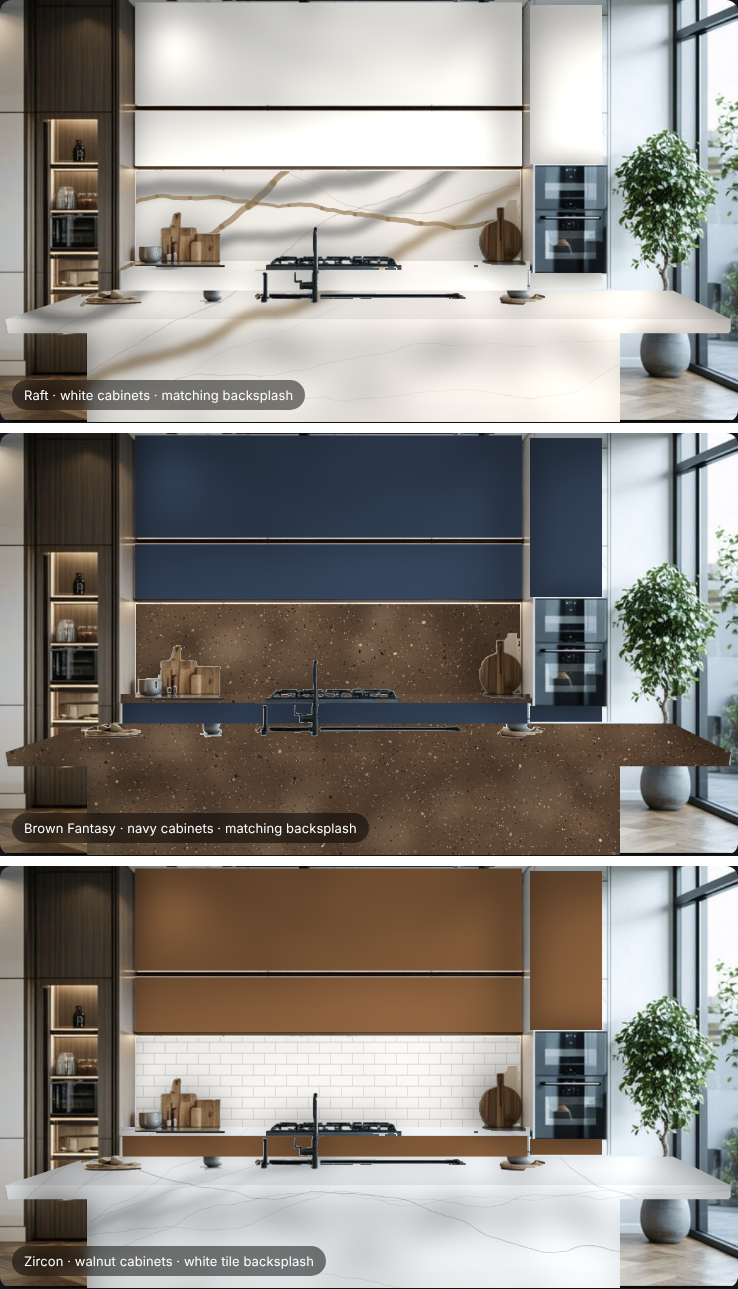 Raft · white cabinets · matching backsplash
Brown Fantasy · navy cabinets · matching backsplash
Zircon · walnut cabinets · white tile backsplash